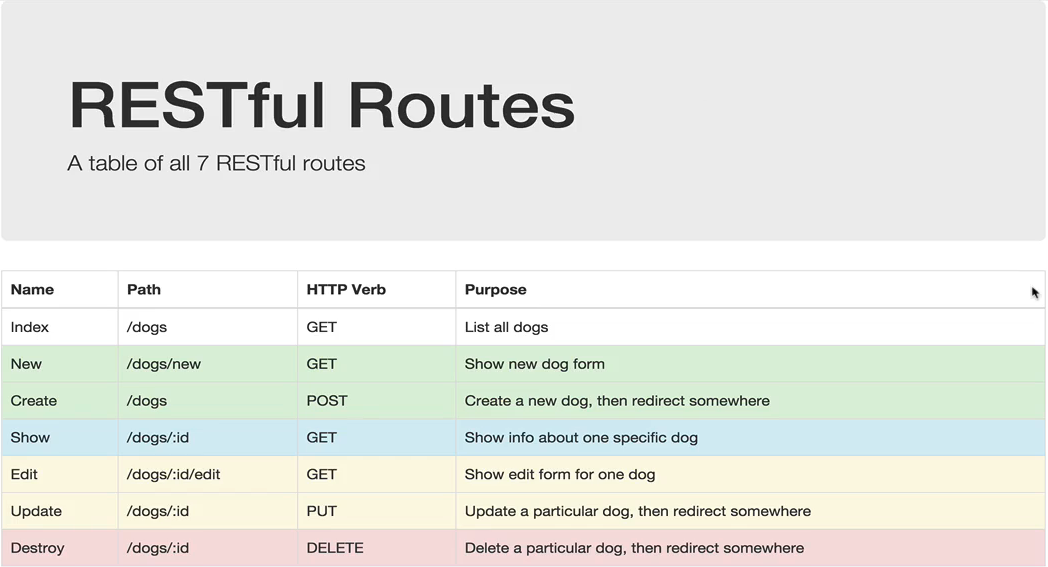 RESTful Routes
A table of all 7 RESTful routes
Name Path HTTP Verb Purpose
Index /dogs GET List all dogs
New /dogs/new GET Show new dog form
Create /dogs POST Create a new dog, then redirect somewhere
Show /dogs/:id GET Show info about one specific dog
Edit /dogs/:id/edit GET Show edit form for one dog
Update /dogs/:id PUT Update a particular dog, then redirect somewhere
Destroy /dogs/:id DELETE Delete a particular dog, then redirect somewhere